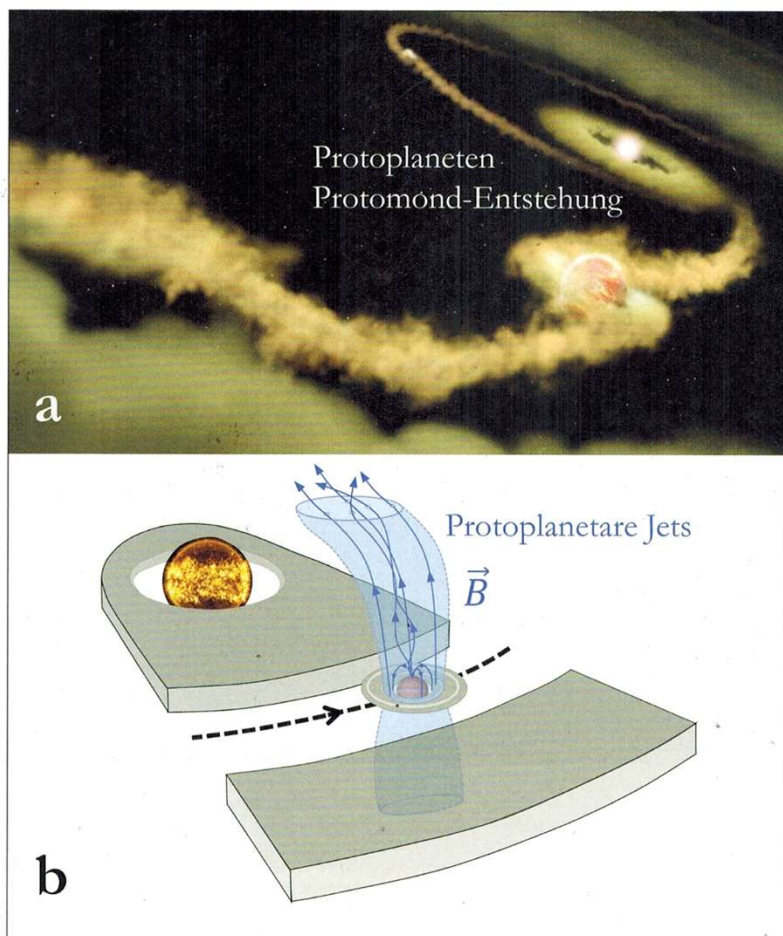 Protoplaneten
Protomond-Entstehung
a
Protoplanetare Jets
B
b